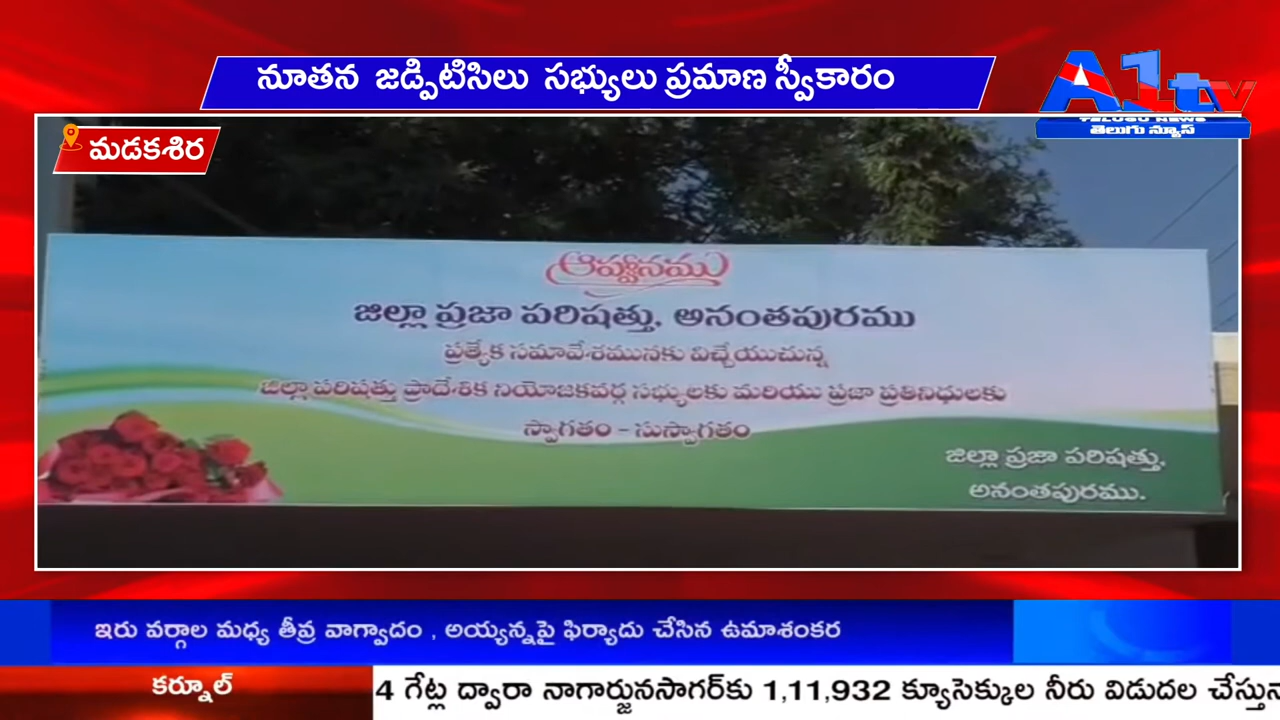 నూతన జడ్పిటిసిలు సభ్యులు ప్రమాణ స్వీకారం
A1tv
TELUGU NEWS
తెలుగు న్యూస్
మడకశిర
ఆహ్వానము
జిల్లా ప్రజా పరిషత్తు, అనంతపురము
ప్రత్యేక సమావేశమునకు విచ్చేయుచున్న
జిల్లా పరిషత్తు ప్రాదేశిక నియోజకవర్గ సభ్యులకు మరియు ప్రజా ప్రతినిధులకు
స్వాగతం - సుస్వాగతం
జిల్లా ప్రజా పరిషత్తు,
అనంతపురము.
ఇరు వర్గాల మధ్య తీవ్ర వాగ్వాదం , అయ్యన్నపై ఫిర్యాదు చేసిన ఉమాశంకర
కర్నూల్
4 గేట్ల ద్వారా నాగార్జునసాగర్‌కు 1,11,932 క్యూసెక్కుల నీరు విడుదల